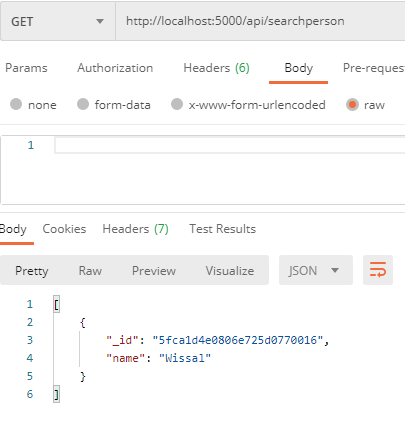 GET http://localhost:5000/api/searchperson
Params Authorization Headers (6) Body Pre-reques
none form-data x-www-form-urlencoded raw
1
Body Cookies Headers (7) Test Results
Pretty Raw Preview Visualize JSON
1 [
2 {
3 "_id": "5fca1d4e0806e725d0770016",
4 "name": "Wissal"
5 }
6 ]